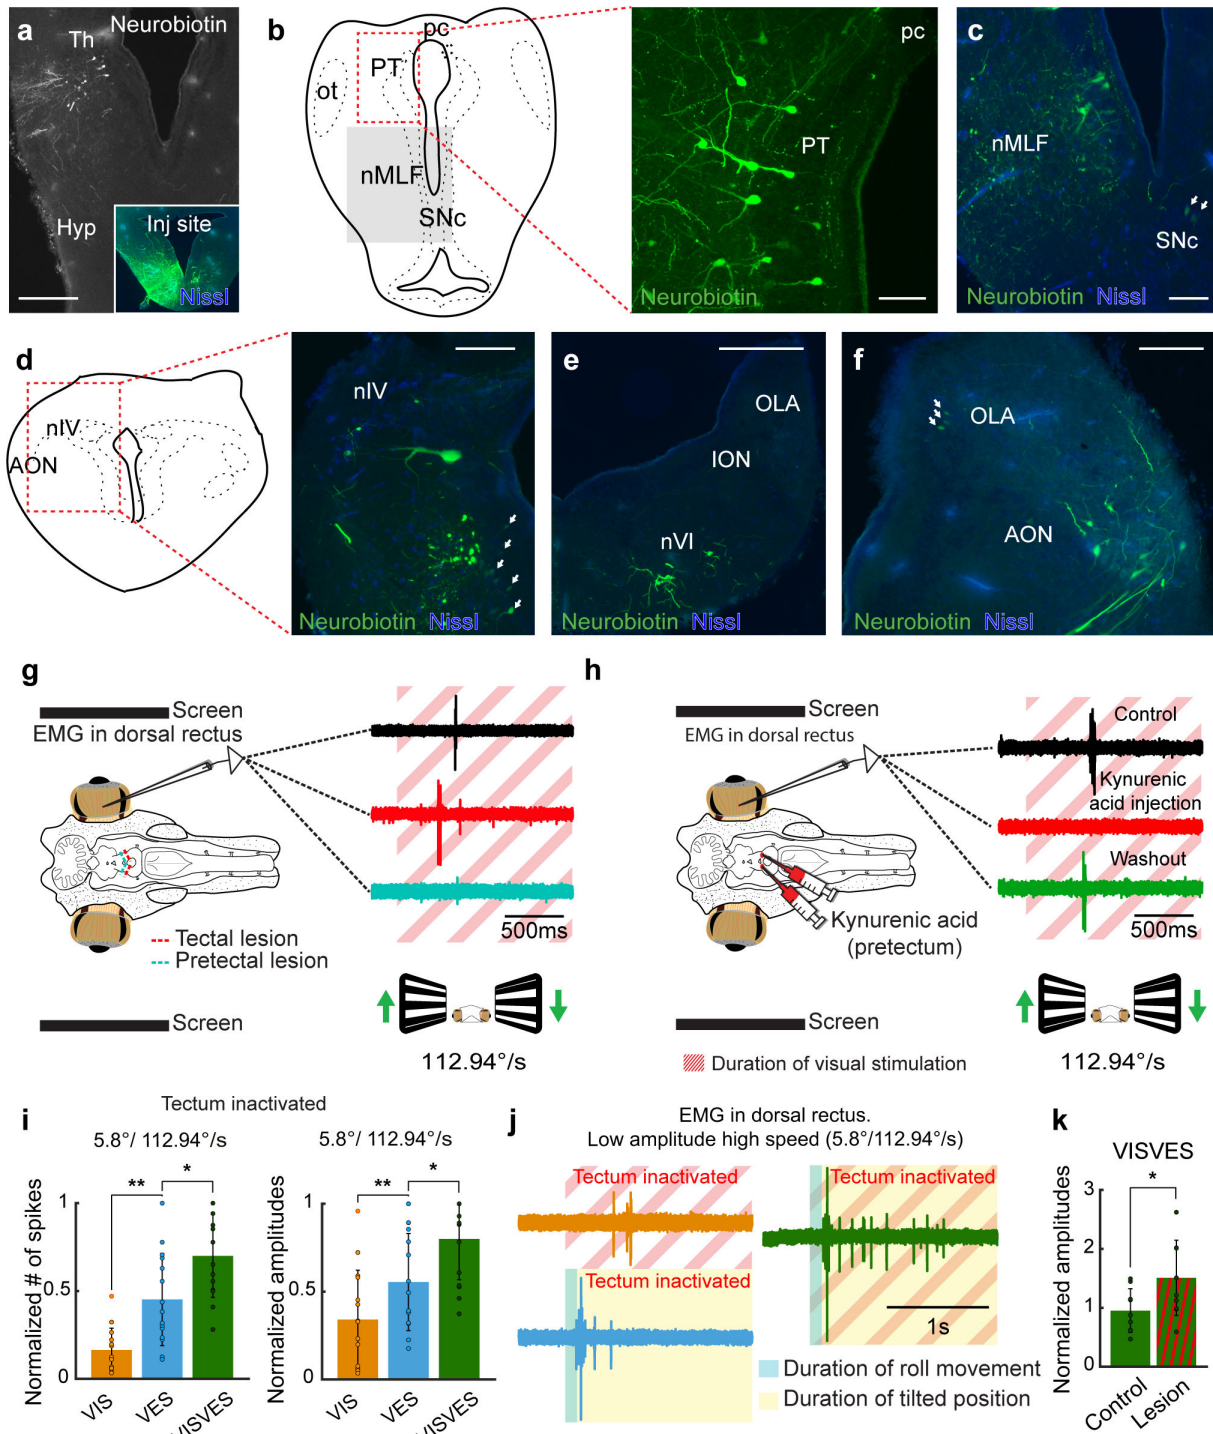 a
Neurobiotin
Th
Hyp
Inj site
Nissl
b
pc
PT
ot
nMLF
SNc
pc
PT
Neurobiotin
c
nMLF
SNc
Neurobiotin Nissl
d
nIV
AON
nIV
Neurobiotin Nissl
e
OLA
ION
nVI
Neurobiotin Nissl
f
OLA
AON
Neurobiotin Nissl
g
Screen
EMG in dorsal rectus
Tectal lesion
Pretectal lesion
500ms
Screen
112.94°/s
h
Screen
EMG in dorsal rectus
Control
Kynurenic
acid injection
Washout
500ms
Kynurenic acid
(pretectum)
Screen
Duration of visual stimulation
112.94°/s
i
Tectum inactivated
5.8°/ 112.94°/s
5.8°/ 112.94°/s
** *
** *
Normalized # of spikes
1
0.5
0
VIS
VES
VISVES
Normalized amplitudes
1
0.5
0
VIS
VES
VISVES
j
EMG in dorsal rectus.
Low amplitude high speed (5.8°/112.94°/s)
Tectum inactivated
Tectum inactivated
Tectum inactivated
1s
Duration of roll movement
Duration of tilted position
k
VISVES
*
Normalized amplitudes
3
2
1
0
Control
Lesion